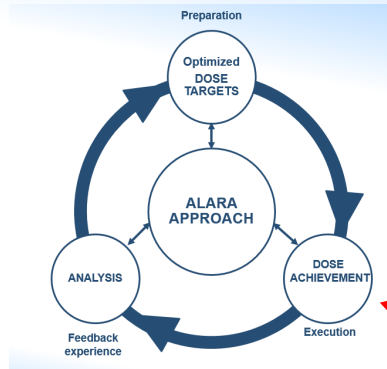 Preparation
Optimized
DOSE
TARGETS
ALARA
APPROACH
ANALYSIS
DOSE
ACHIEVEMENT
Feedback
experience
Execution